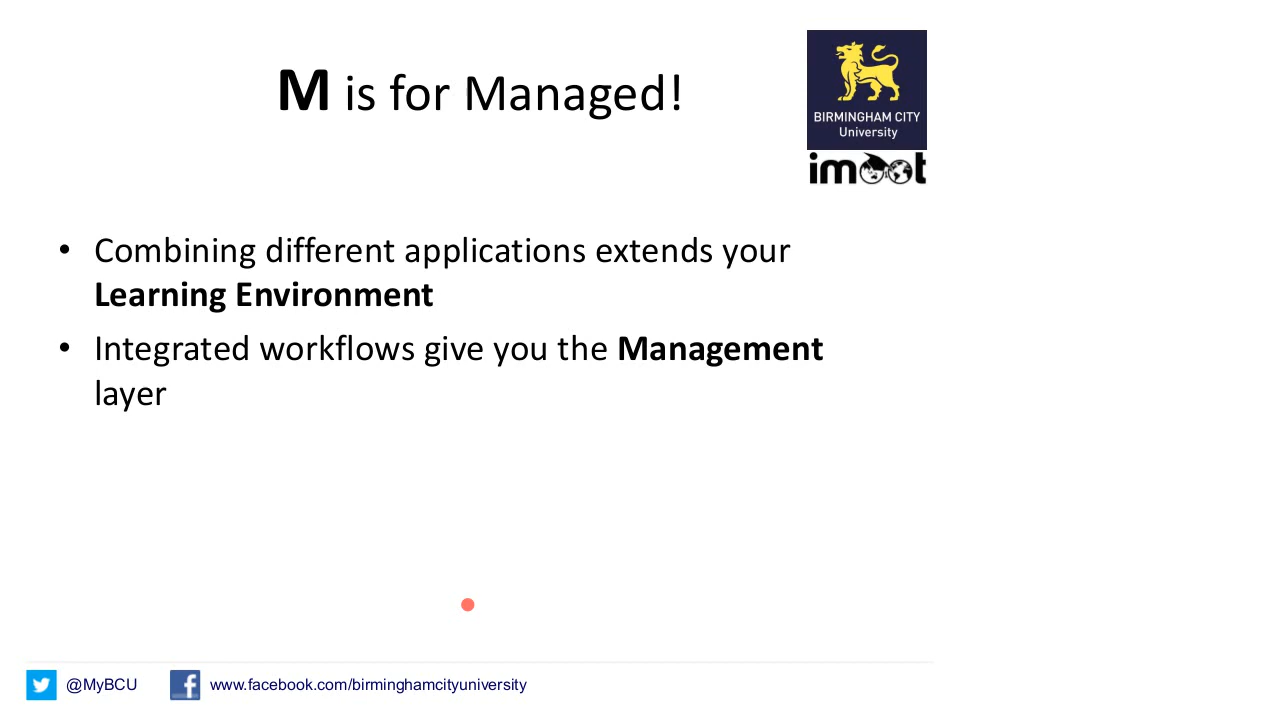 M is for Managed!
BIRMINGHAM CITY
University
imoot
• Combining different applications extends your
Learning Environment
• Integrated workflows give you the Management
layer
@MyBCU
www.facebook.com/birminghamcityuniversity